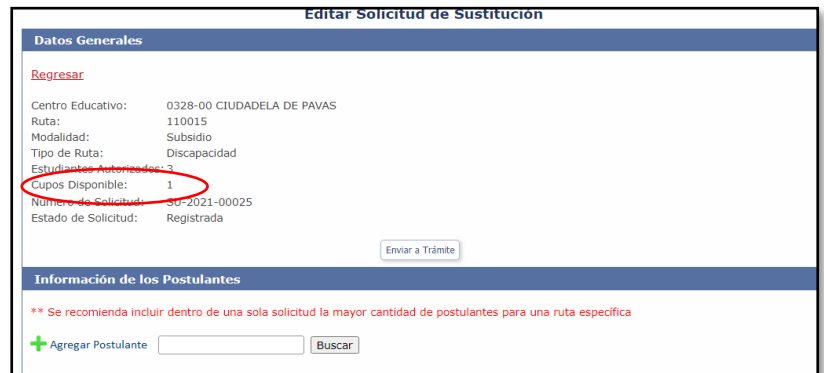 Editar Solicitud de Sustitución
Datos Generales
Regresar
Centro Educativo: 0328-00 CIUDADELA DE PAVAS
Ruta: 110015
Modalidad: Subsidio
Tipo de Ruta: Discapacidad
Estudiantes Autorizados: 3
Cupos Disponible: 1
Número de Solicitud: SU-2021-00025
Estado de Solicitud: Registrada
Enviar a Trámite
Información de los Postulantes
** Se recomienda incluir dentro de una sola solicitud la mayor cantidad de postulantes para una ruta específica
Agregar Postulante Buscar